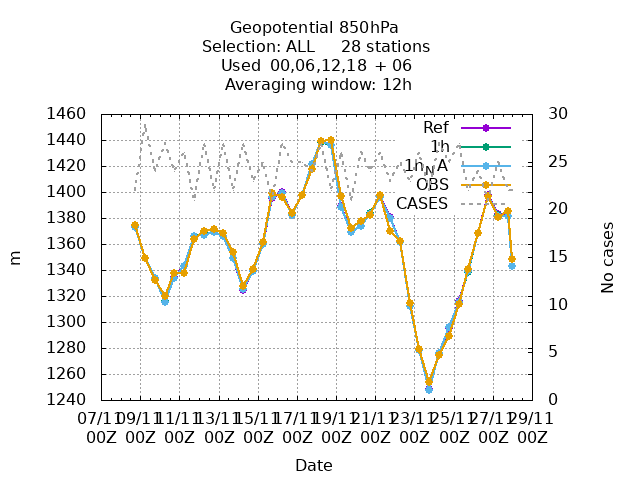 Geopotential 850hPa
Selection: ALL     28 stations
Used  00,06,12,18  + 06
Averaging window: 12h
1460
1440
1420
1400
1380
1360
1340
1320
1300
1280
1260
1240
30
25
20
15
10
5
0
Ref
1h
1h_rA
OBS
CASES
m
No cases
07/11 09/11 11/11 13/11 15/11 17/11 19/11 21/11 23/11 25/11 27/11 29/11
00Z 00Z 00Z 00Z 00Z 00Z 00Z 00Z 00Z 00Z 00Z 00Z
Date